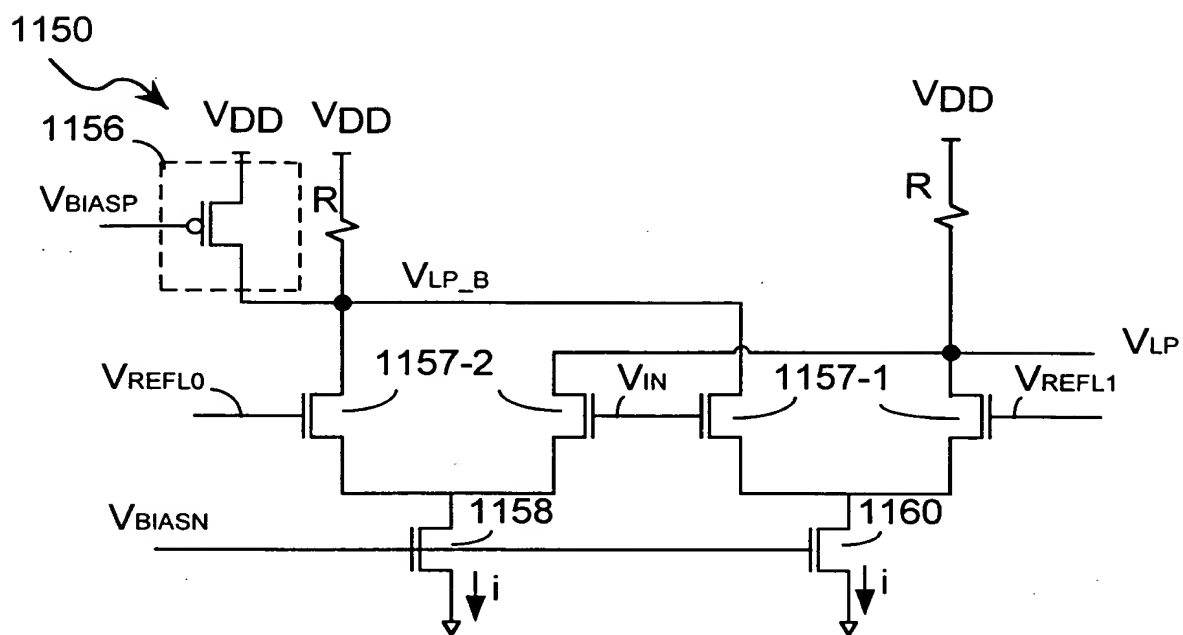 1150
1156
VDD VDD VDD
VBIASP R R
VLP_B
VLP
VREFL0 1157-2 VIN 1157-1 VREFL1
VBIASN 1158 1160
i i